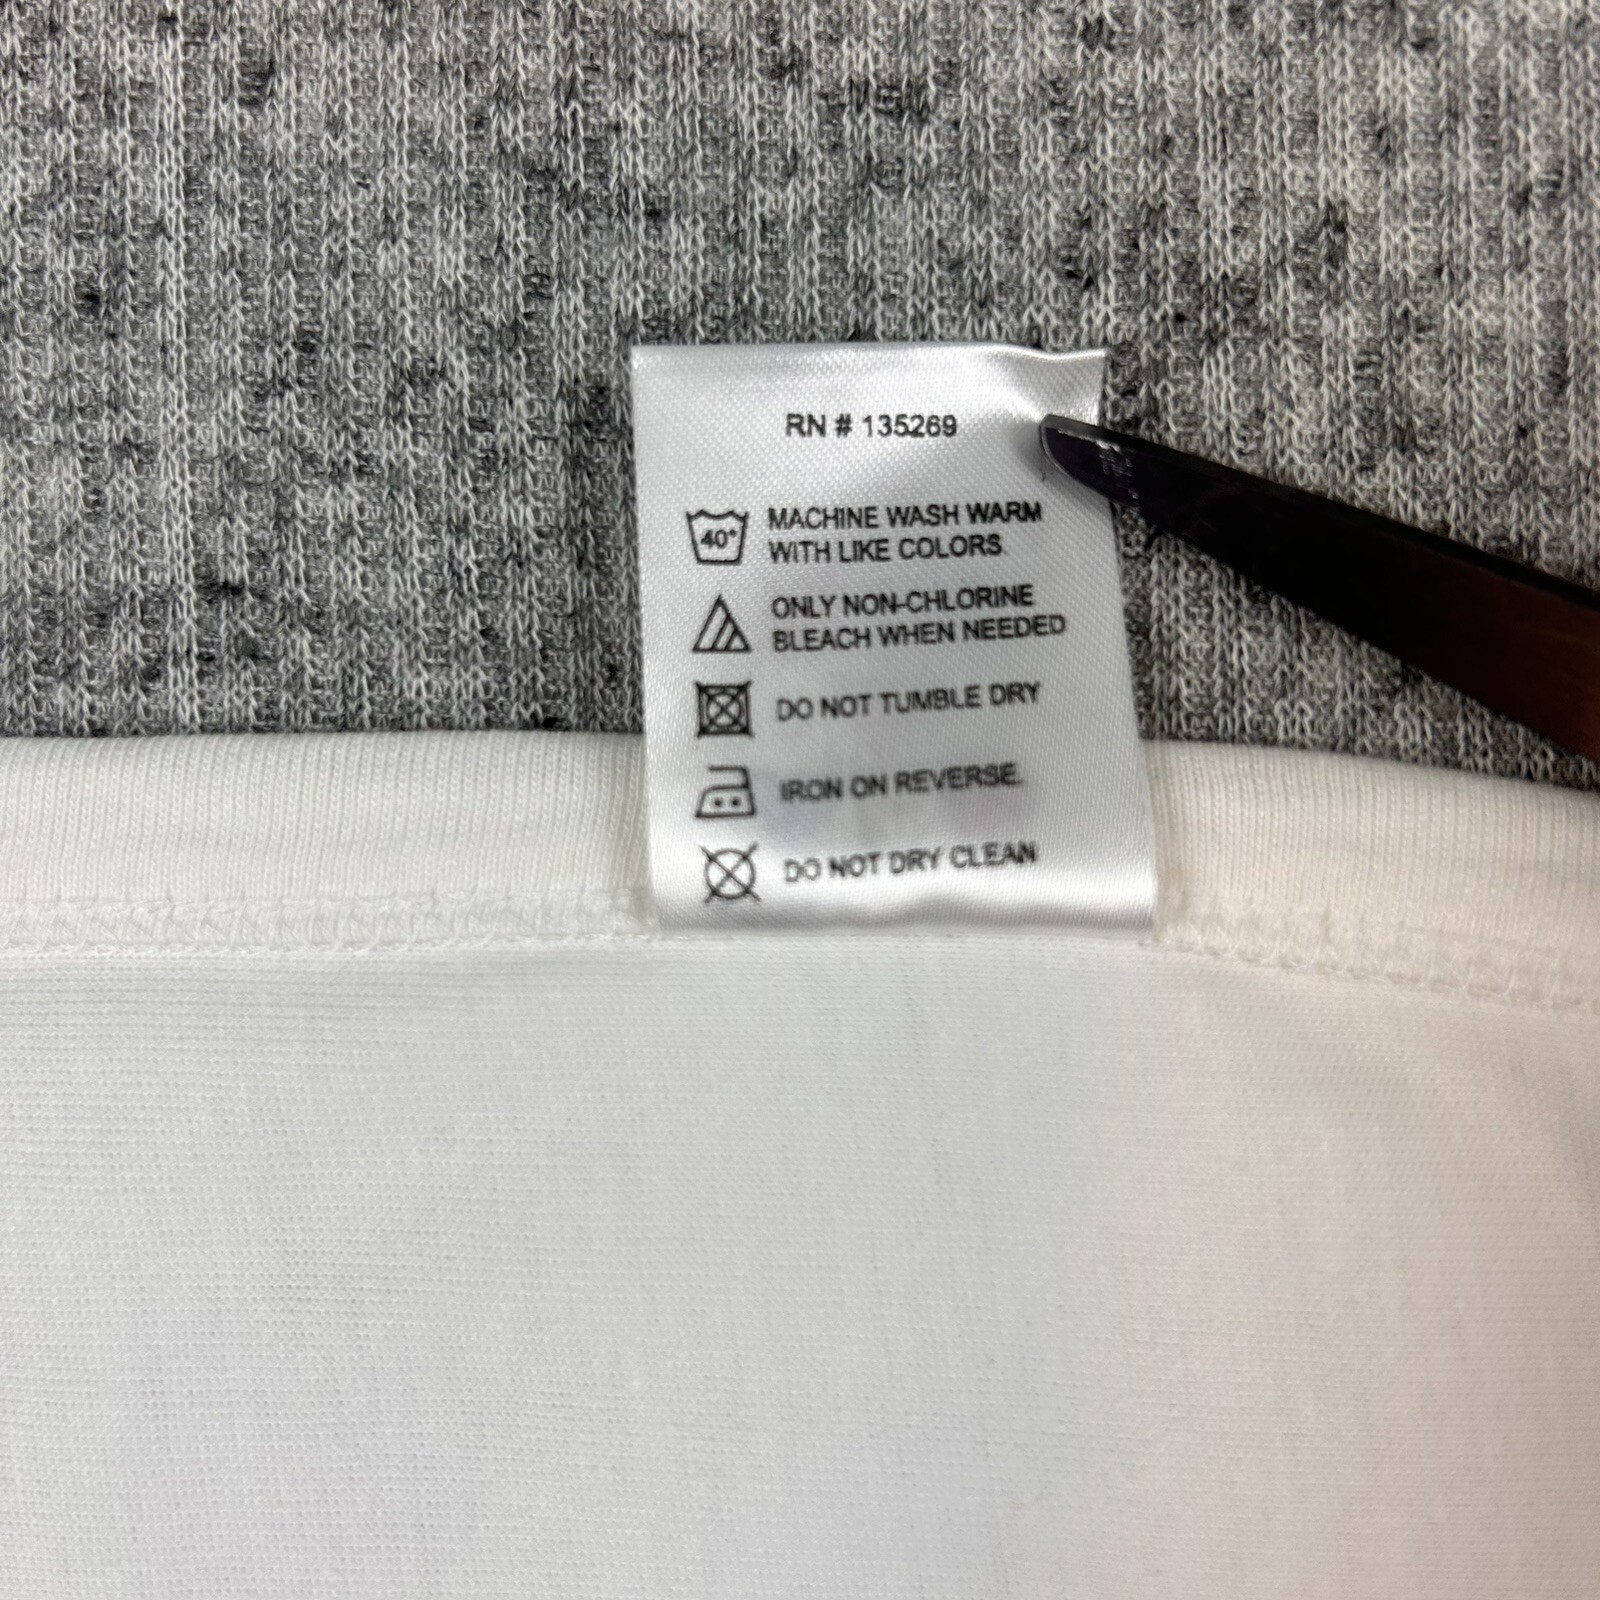 RN # 135269
40°
MACHINE WASH WARM
WITH LIKE COLORS
ONLY NON-CHLORINE
BLEACH WHEN NEEDED
DO NOT TUMBLE DRY
IRON ON REVERSE.
DO NOT DRY CLEAN